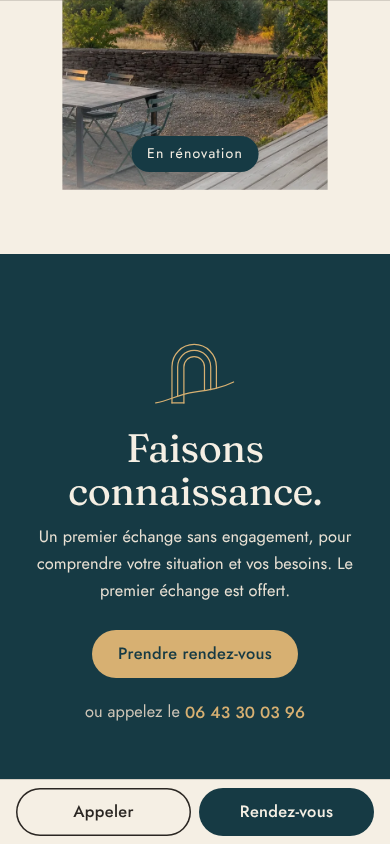 En rénovation
Faisons
connaissance.
Un premier échange sans engagement, pour
comprendre votre situation et vos besoins. Le
premier échange est offert.
Prendre rendez-vous
ou appelez le 06 43 30 03 96
Appeler
Rendez-vous